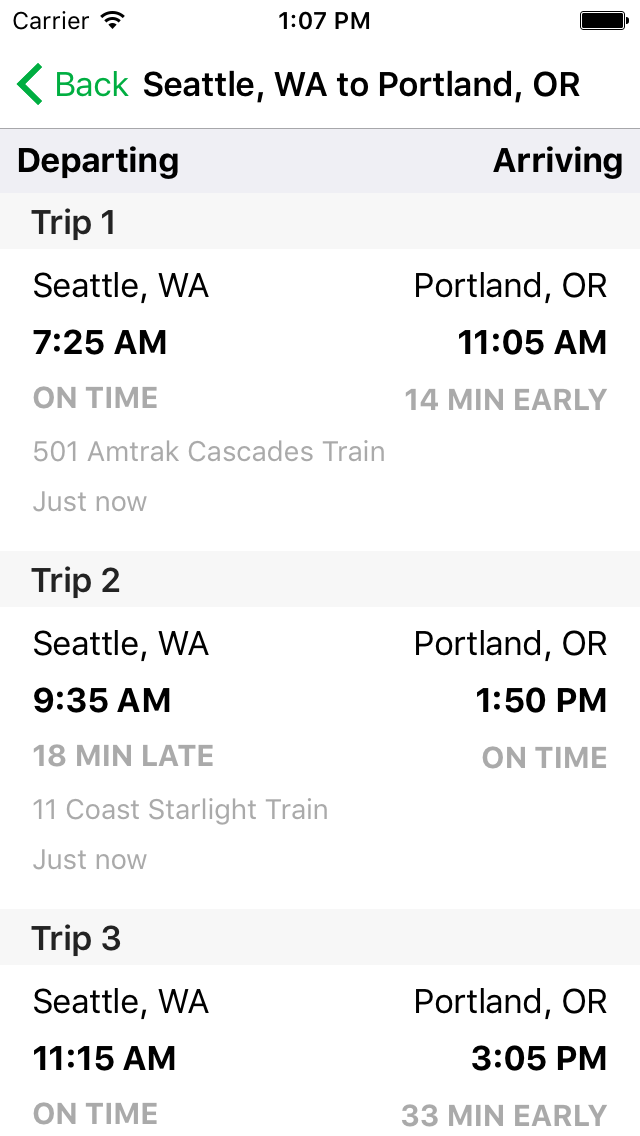 Carrier 1:07 PM
Back Seattle, WA to Portland, OR
Departing Arriving
Trip 1
Seattle, WA Portland, OR
7:25 AM 11:05 AM
ON TIME 14 MIN EARLY
501 Amtrak Cascades Train
Just now
Trip 2
Seattle, WA Portland, OR
9:35 AM 1:50 PM
18 MIN LATE ON TIME
11 Coast Starlight Train
Just now
Trip 3
Seattle, WA Portland, OR
11:15 AM 3:05 PM
ON TIME 33 MIN EARLY